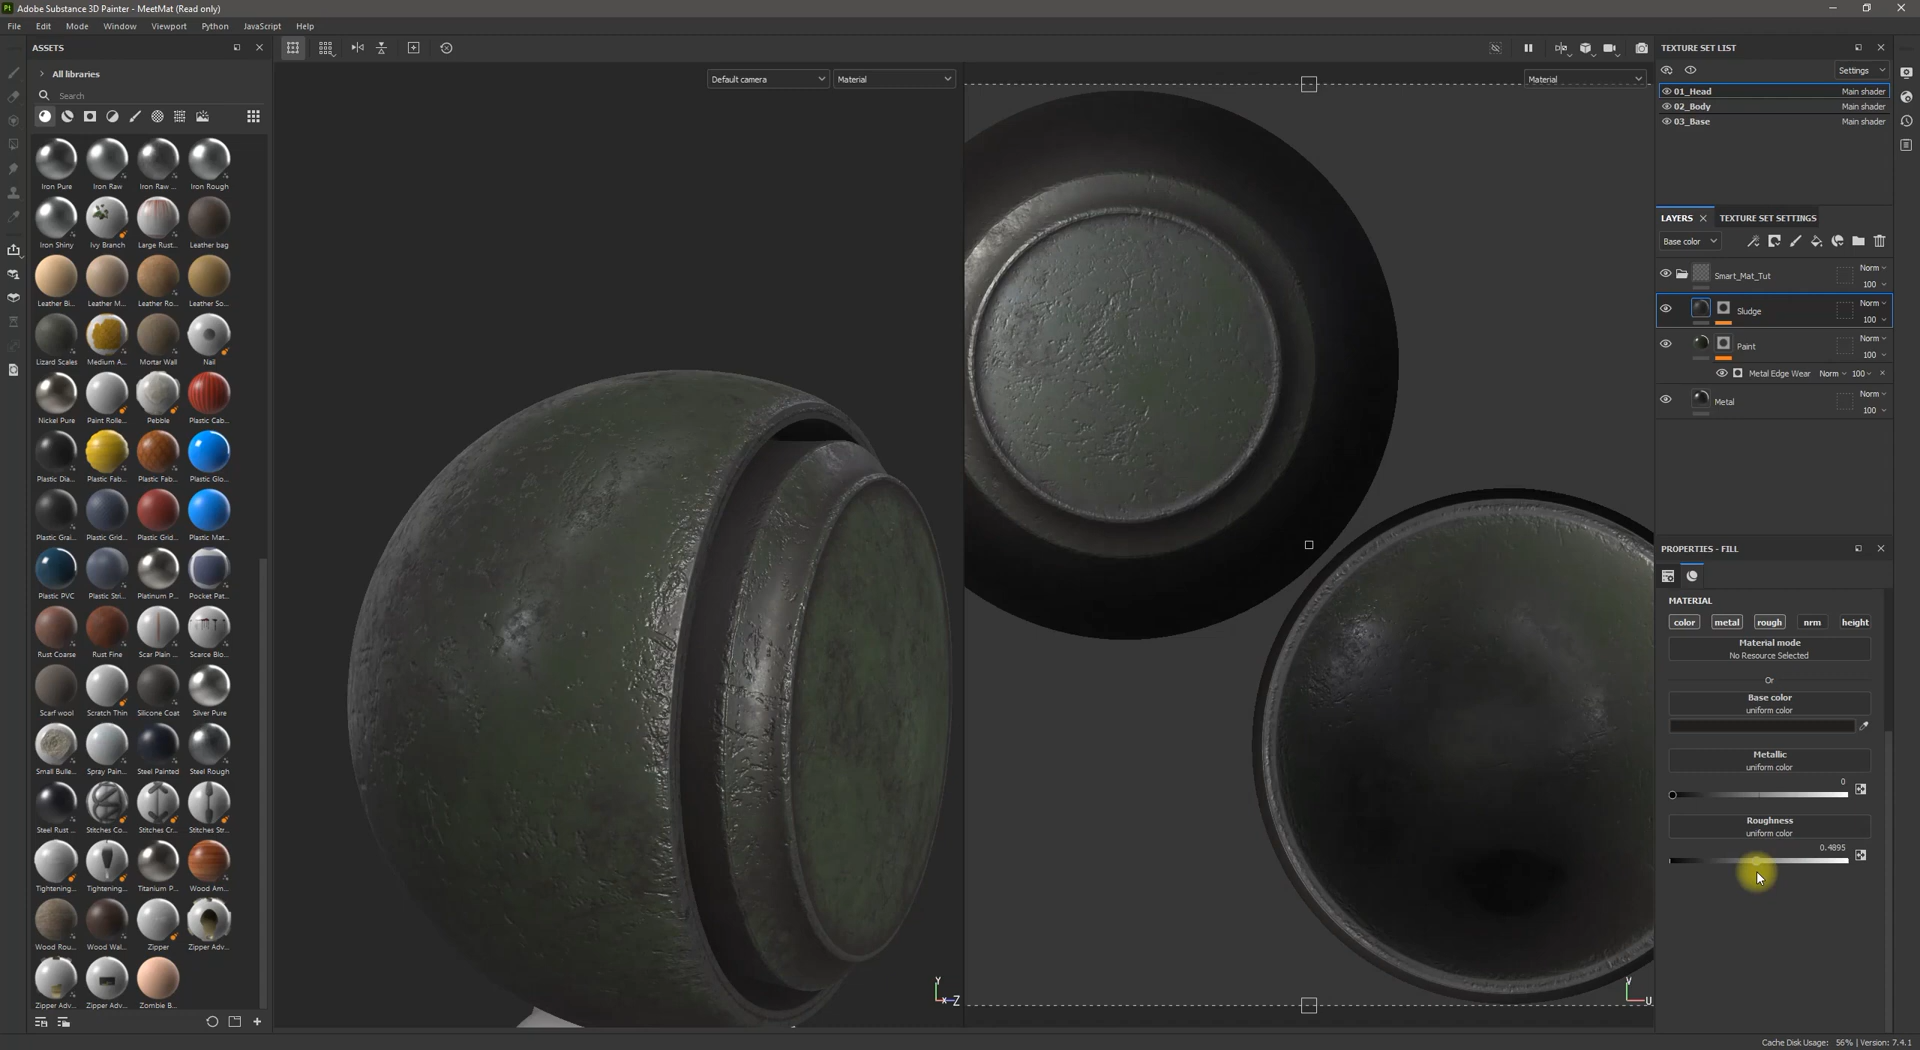 Pt Adobe Substance 3D Painter - MeetMat (Read only)
File Edit Mode Window Viewport Python JavaScript Help
ASSETS
All libraries
Search
Iron Pure Iron Raw Iron Raw ... Iron Rough
Iron Shiny Ivy Branch Large Rust... Leather bag
Leather Bi... Leather M... Leather Ro... Leather So...
Lizard Scales Medium A... Mortar Wall Nail
Nickel Pure Paint Rolle... Pebble Plastic Cab...
Plastic Dia... Plastic Fab... Plastic Fab... Plastic Glo...
Plastic Grai... Plastic Grid... Plastic Grid... Plastic Mat...
Plastic PVC Plastic Stri... Platinum P... Pocket Pat...
Rust Coarse Rust Fine Scar Plain ... Scarce Blo...
Scarf wool Scratch Thin Silicone Coat Silver Pure
Small Bulle... Spray Pain... Steel Painted Steel Rough
Steel Rust ... Stitches Co... Stitches Cr... Stitches Str...
Tightening... Tightening... Titanium P... Wood Am...
Wood Rou... Wood Wal... Zipper Zipper Adv...
Zipper Adv... Zipper Adv... Zombie B...
Default camera Material
Y
X Z
Material
V
U
TEXTURE SET LIST
Settings
01_Head Main shader
02_Body Main shader
03_Base Main shader
LAYERS TEXTURE SET SETTINGS
Base color
Smart_Mat_Tut Norm
100
Sludge Norm
100
Paint Norm
100
Metal Edge Wear Norm 100
Metal Norm
100
PROPERTIES - FILL
MATERIAL
color metal rough nrm height
Material mode
No Resource Selected
Or
Base color
uniform color
Metallic
uniform color
0
Roughness
uniform color
0.4895
Cache Disk Usage: 56% | Version: 7.4.1